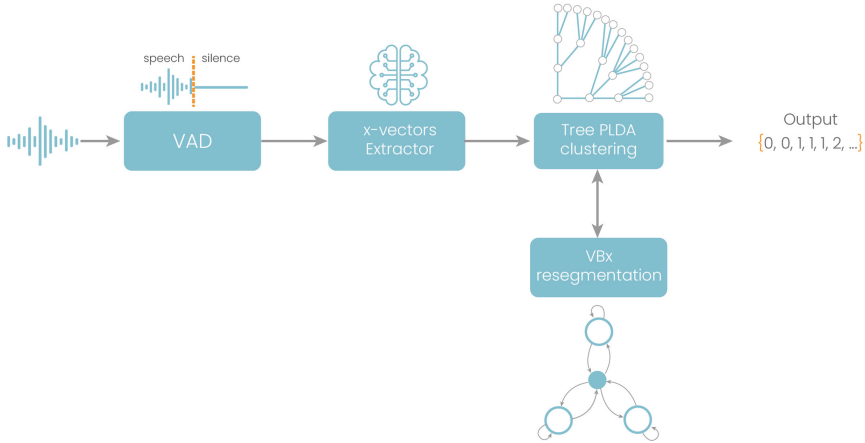 speech silence
VAD
x-vectors
Extractor
Tree PLDA
clustering
Output
{0, 0, 1, 1, 1, 2, ...}
VBx
resegmentation